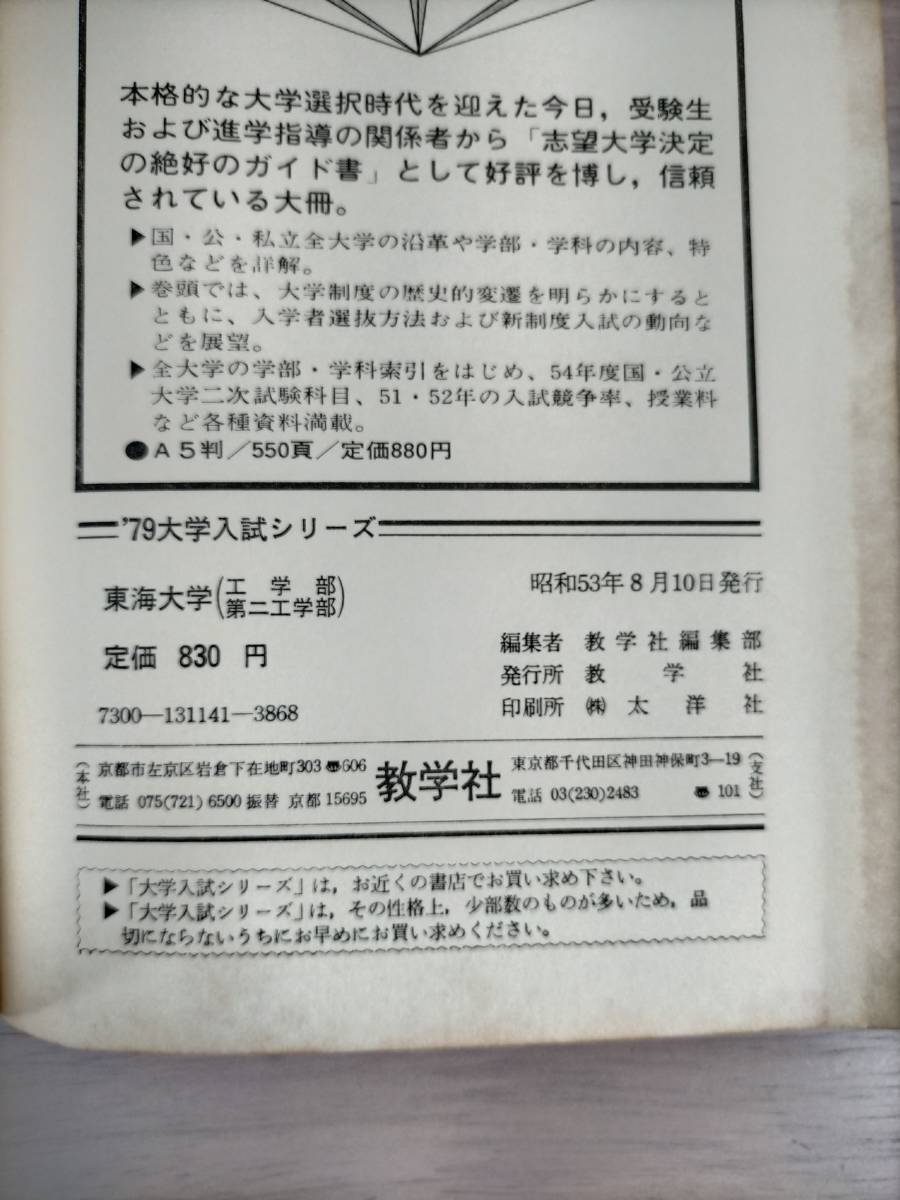 本格的な大学選択時代を迎えた今日，受験生
および進学指導の関係者から「志望大学決定
の絶好のガイド書」として好評を博し，信頼
されている大冊。
▶国・公・私立全大学の沿革や学部・学科の内容、特
色などを詳解。
▶巻頭では、大学制度の歴史的変遷を明らかにすると
ともに、入学者選抜方法および新制度入試の動向な
どを展望。
▶全大学の学部・学科索引をはじめ、54年度国・公立
大学二次試験科目、51・52年の入試競争率、授業料
など各種資料満載。
●A5判／550頁／定価880円
'79大学入試シリーズ
東海大学(工学部 第二工学部)
定価 830 円
7300—131141—3868
昭和53年8月10日発行
編集者 教学社編集部
発行所 教学社
印刷所 ㈱太洋社
(本社) 京都市左京区岩倉下在地町303 606
電話 075(721)6500 振替 京都 15695
教学社
東京都千代田区神田神保町3—19 (支社)
電話 03(230)2483 101
▶「大学入試シリーズ」は，お近くの書店でお買い求め下さい。
▶「大学入試シリーズ」は，その性格上，少部数のものが多いため，品
切にならないうちにお早めにお買い求めください。